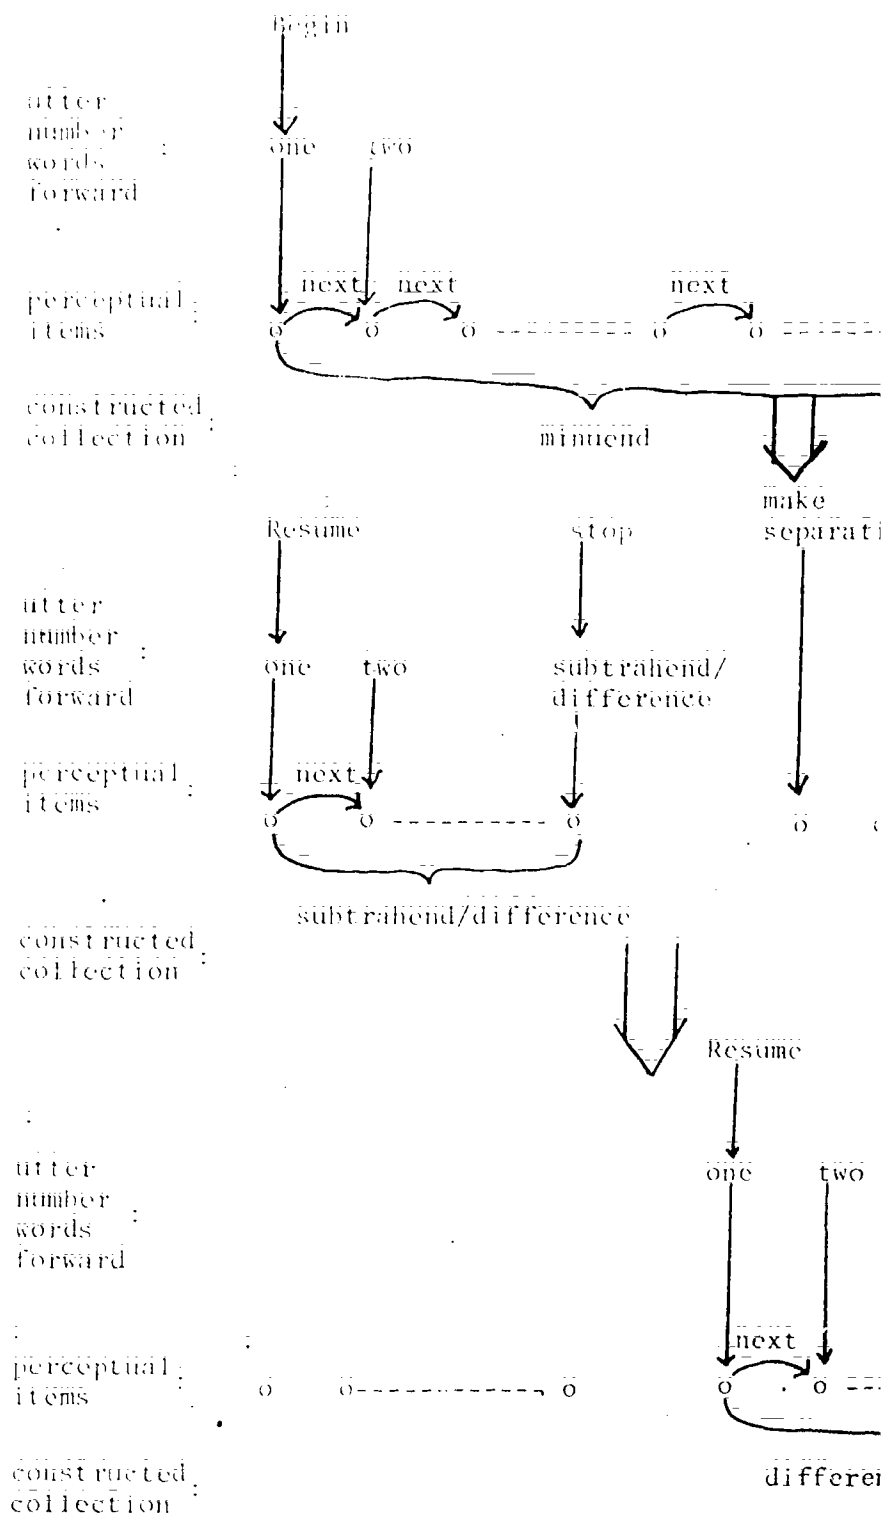 Begin
utter
number
words :
forward
one two
next next next
perceptual :
items
o o o ---------- o o --------
constructed :
collection
minuend
make
Resume stop separati
utter
number
words :
forward
one two subtrahend/
difference
perceptual :
items
next
o o ---------- o o
subtrahend/difference
constructed :
collection
Resume
utter
number
words :
forward
one two
next
perceptual :
items
o o ------------ o o o --
constructed :
collection
differen